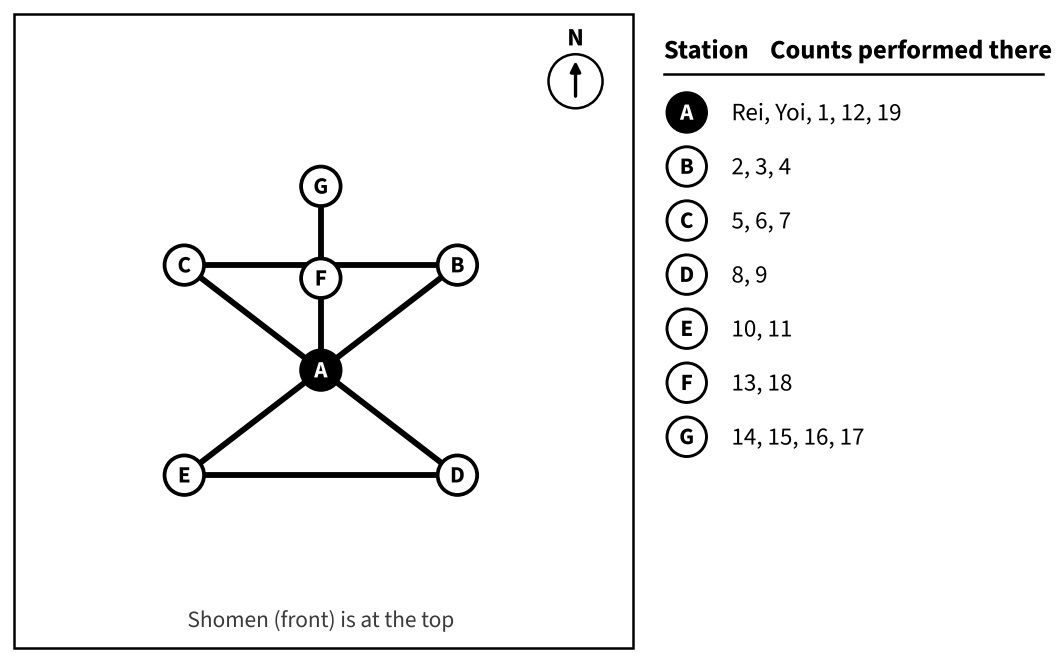 N
G
C
F
B
A
E
D
Shomen (front) is at the top
Station Counts performed there
A Rei, Yoi, 1, 12, 19
B 2, 3, 4
C 5, 6, 7
D 8, 9
E 10, 11
F 13, 18
G 14, 15, 16, 17